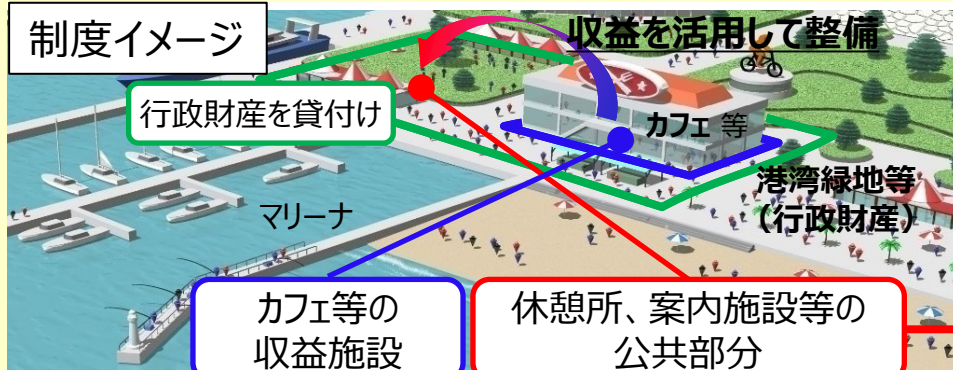 制度イメージ
収益を活用して整備
行政財産を貸付け
カフェ 等
港湾緑地等
(行政財産)
マリーナ
カフェ等の
収益施設
休憩所、案内施設等の
公共部分